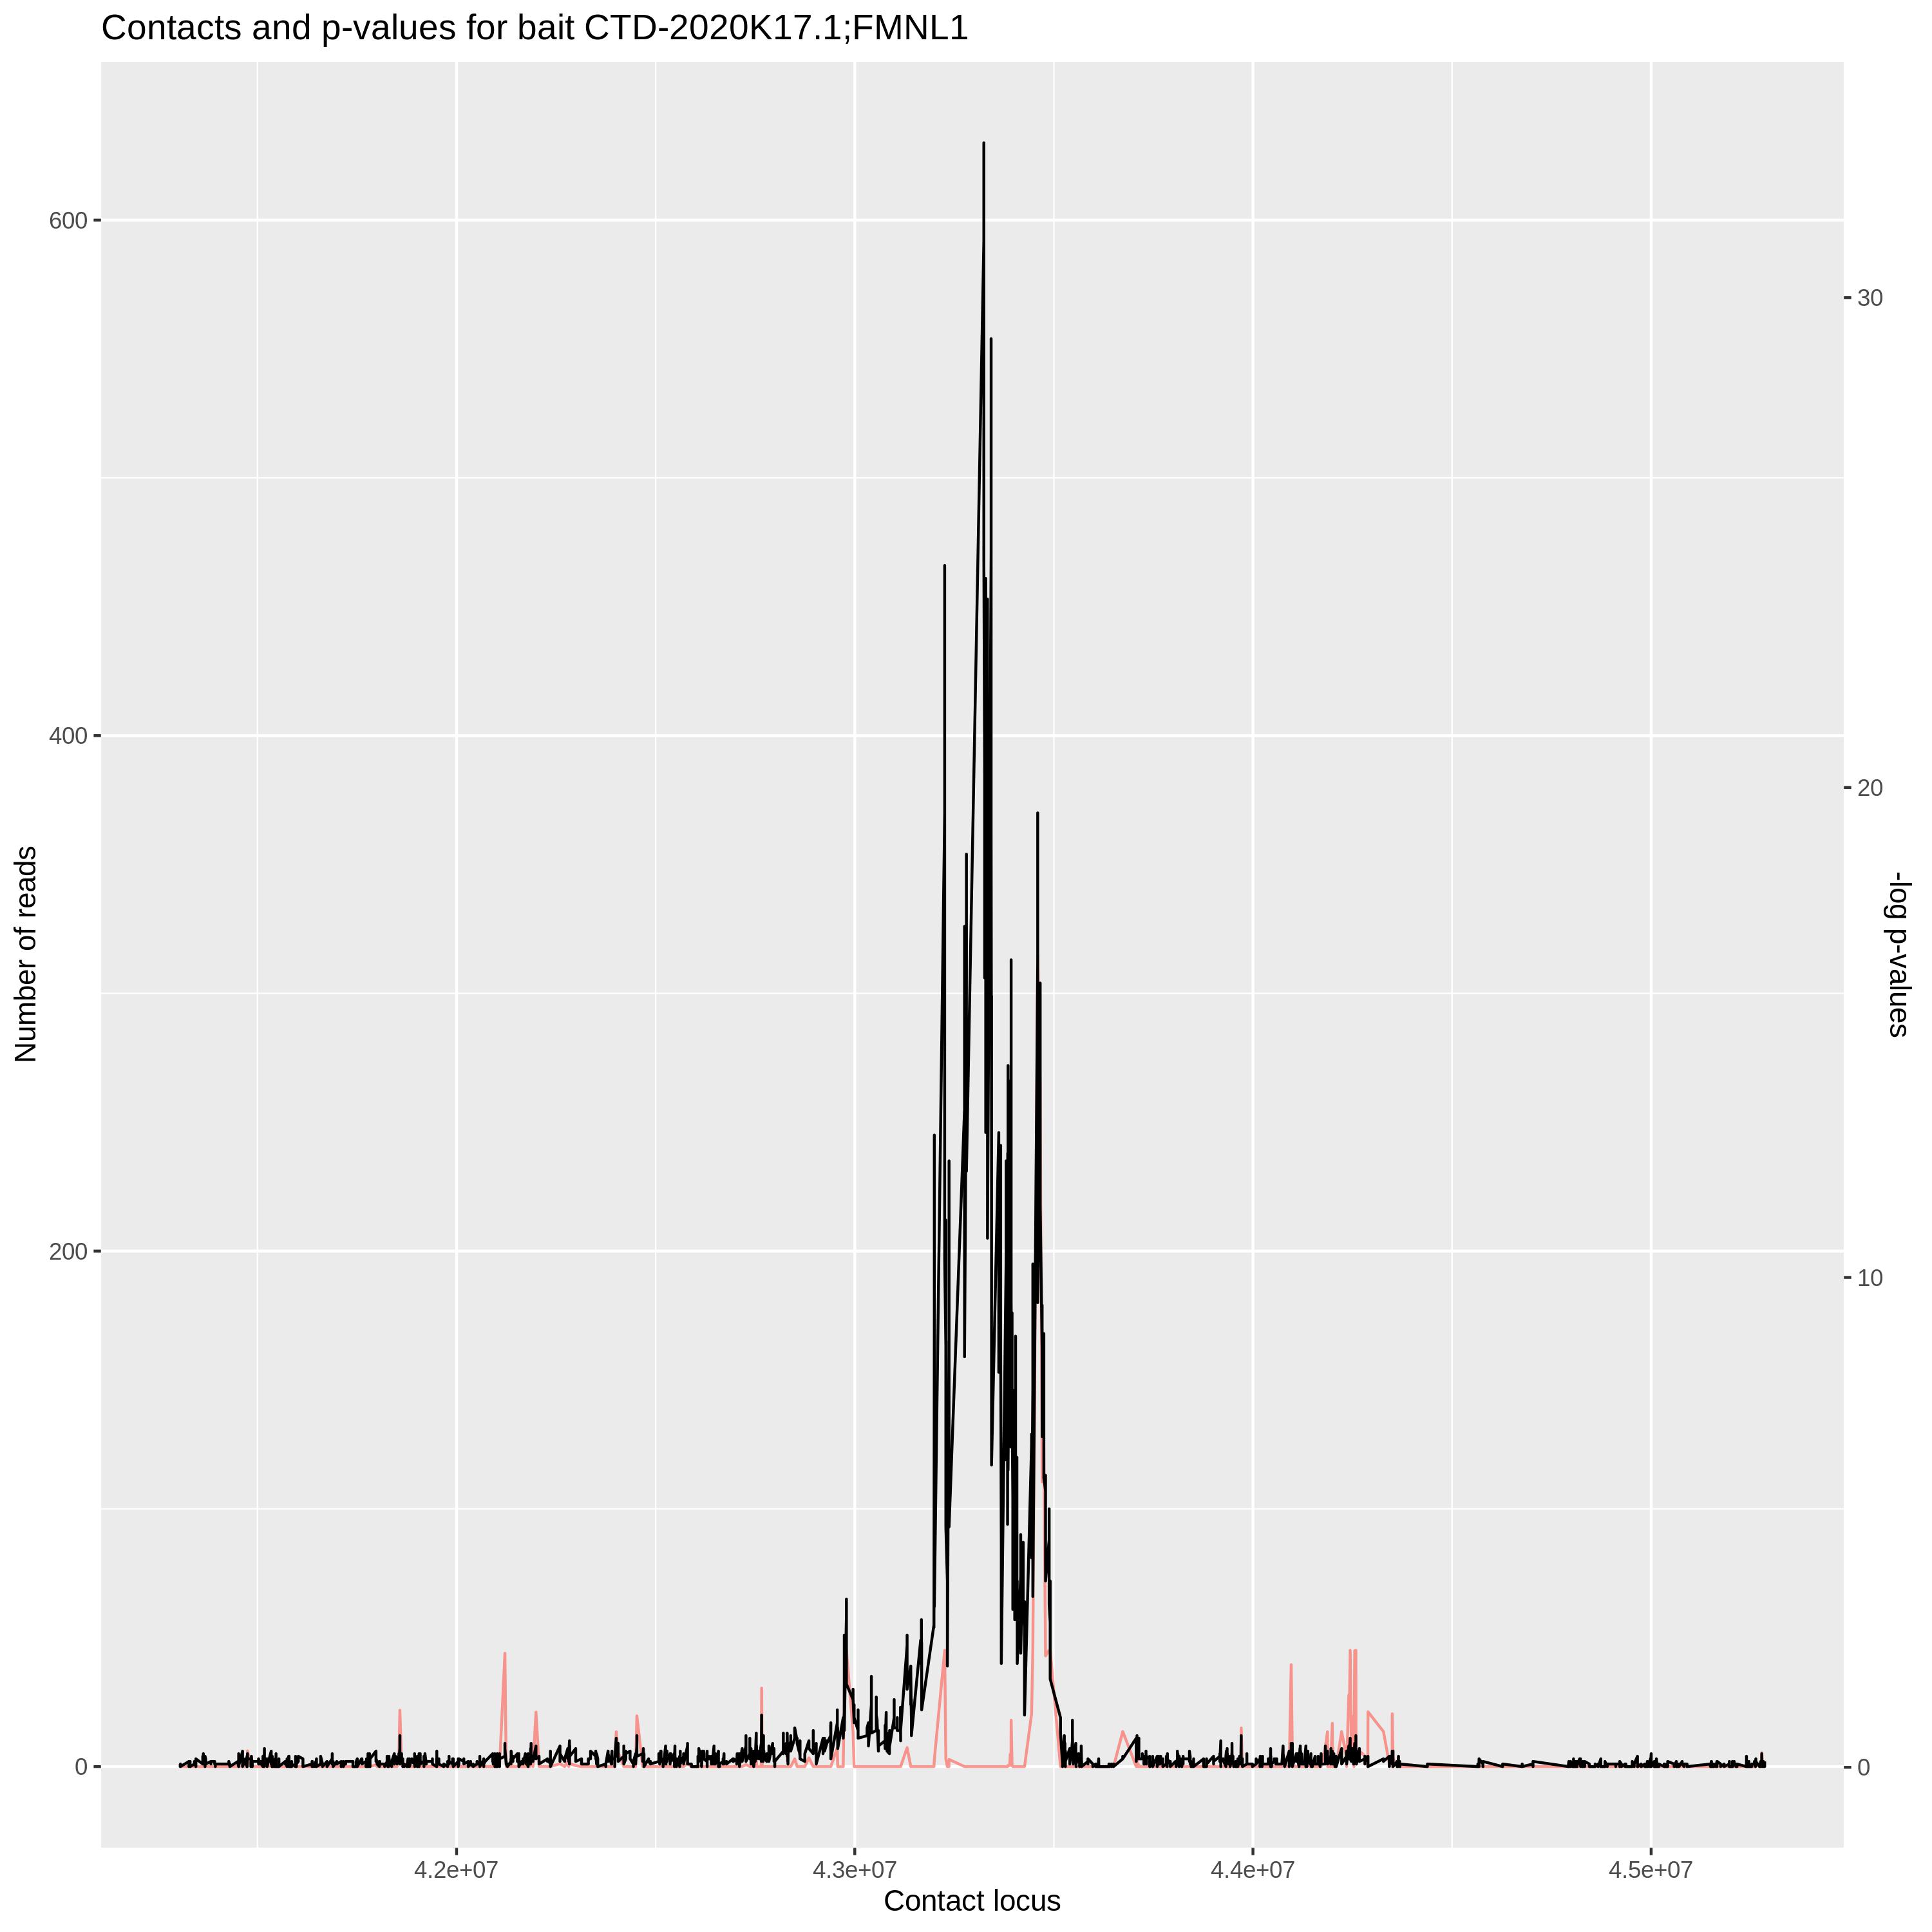 Contacts and p-values for bait CTD-2020K17.1;FMNL1
600
400
200
0
Number of reads
30
20
10
0
-log p-values
4.2e+07
4.3e+07
4.4e+07
4.5e+07
Contact locus